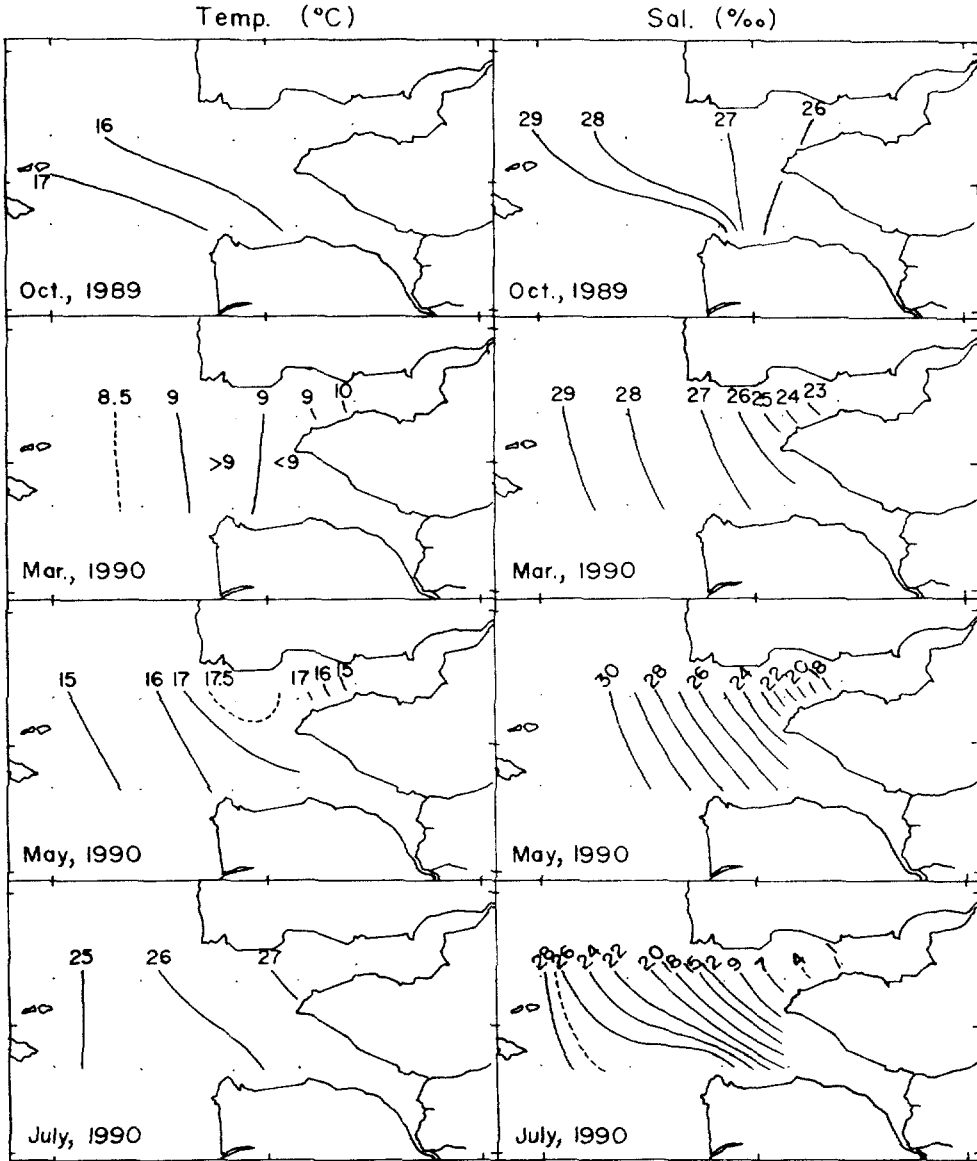 Temp. (°C)
Sal. (‰)
16
17
Oct., 1989
29 28 27 26
Oct., 1989
8.5 9 9 9 10
>9 <9
Mar., 1990
29 28 27 26 25 24 23
Mar., 1990
15 16 17 17.5 17 16 15
May, 1990
30 28 26 24 22 20 18
May, 1990
25 26 27
July, 1990
26 24 22 20 18 15 12 9 7 4
July, 1990